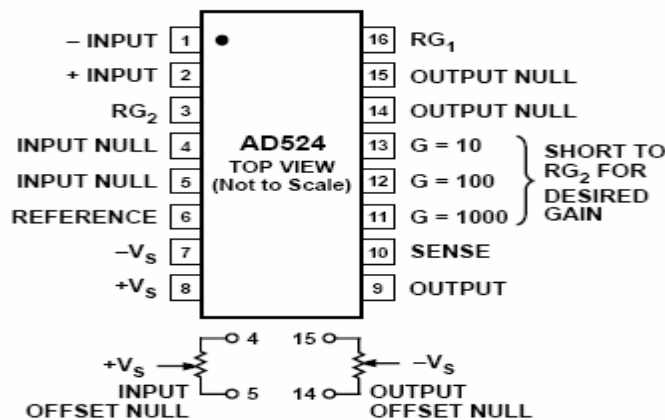 – INPUT 1
+ INPUT 2
RG2 3
INPUT NULL 4
INPUT NULL 5
REFERENCE 6
–VS 7
+VS 8
AD524
TOP VIEW
(Not to Scale)
16 RG1
15 OUTPUT NULL
14 OUTPUT NULL
13 G = 10
12 G = 100
11 G = 1000
10 SENSE
9 OUTPUT
SHORT TO
RG2 FOR
DESIRED
GAIN
+VS
4
5
INPUT
OFFSET NULL
15
14
–VS
OUTPUT
OFFSET NULL